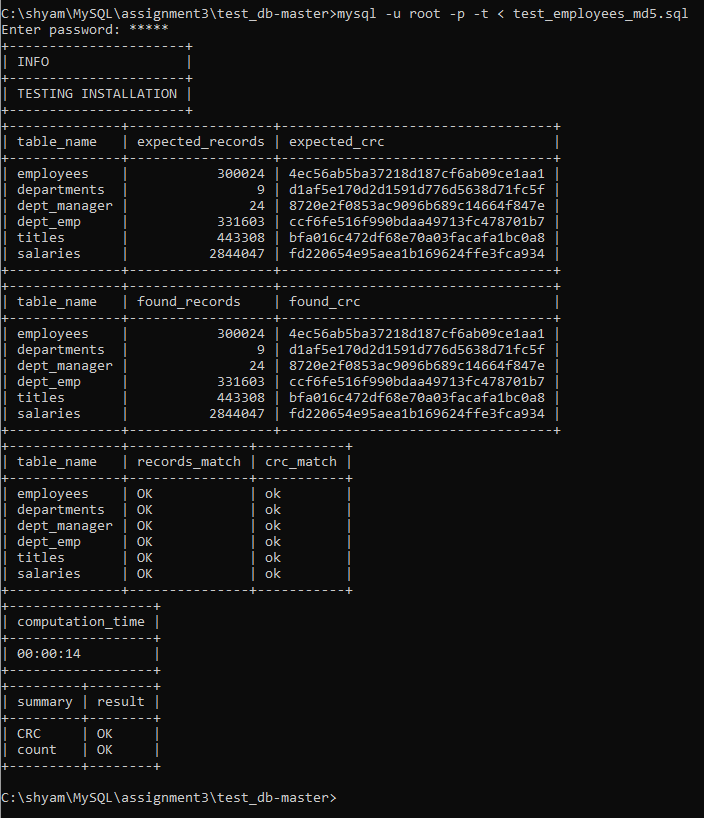 C:\shyam\MySQL\assignment3\test_db-master>mysql -u root -p -t < test_employees_md5.sql
Enter password: *****
+----------------------+
| INFO                 |
+----------------------+
| TESTING INSTALLATION |
+----------------------+
+--------------+------------------+----------------------------------+
| table_name   | expected_records | expected_crc                     |
+--------------+------------------+----------------------------------+
| employees    |           300024 | 4ec56ab5ba37218d187cf6ab09ce1aa1 |
| departments  |                9 | d1af5e170d2d1591d776d5638d71fc5f |
| dept_manager |               24 | 8720e2f0853ac9096b689c14664f847e |
| dept_emp     |           331603 | ccf6fe516f990bdaa49713fc478701b7 |
| titles       |           443308 | bfa016c472df68e70a03facafa1bc0a8 |
| salaries     |          2844047 | fd220654e95aea1b169624ffe3fca934 |
+--------------+------------------+----------------------------------+
+--------------+------------------+----------------------------------+
| table_name   | found_records    | found_crc                        |
+--------------+------------------+----------------------------------+
| employees    |           300024 | 4ec56ab5ba37218d187cf6ab09ce1aa1 |
| departments  |                9 | d1af5e170d2d1591d776d5638d71fc5f |
| dept_manager |               24 | 8720e2f0853ac9096b689c14664f847e |
| dept_emp     |           331603 | ccf6fe516f990bdaa49713fc478701b7 |
| titles       |           443308 | bfa016c472df68e70a03facafa1bc0a8 |
| salaries     |          2844047 | fd220654e95aea1b169624ffe3fca934 |
+--------------+------------------+----------------------------------+
+--------------+---------------+-----------+
| table_name   | records_match | crc_match |
+--------------+---------------+-----------+
| employees    | OK            | ok        |
| departments  | OK            | ok        |
| dept_manager | OK            | ok        |
| dept_emp     | OK            | ok        |
| titles       | OK            | ok        |
| salaries     | OK            | ok        |
+--------------+---------------+-----------+
+------------------+
| computation_time |
+------------------+
| 00:00:14         |
+------------------+
+---------+--------+
| summary | result |
+---------+--------+
| CRC     | OK     |
| count   | OK     |
+---------+--------+
C:\shyam\MySQL\assignment3\test_db-master>